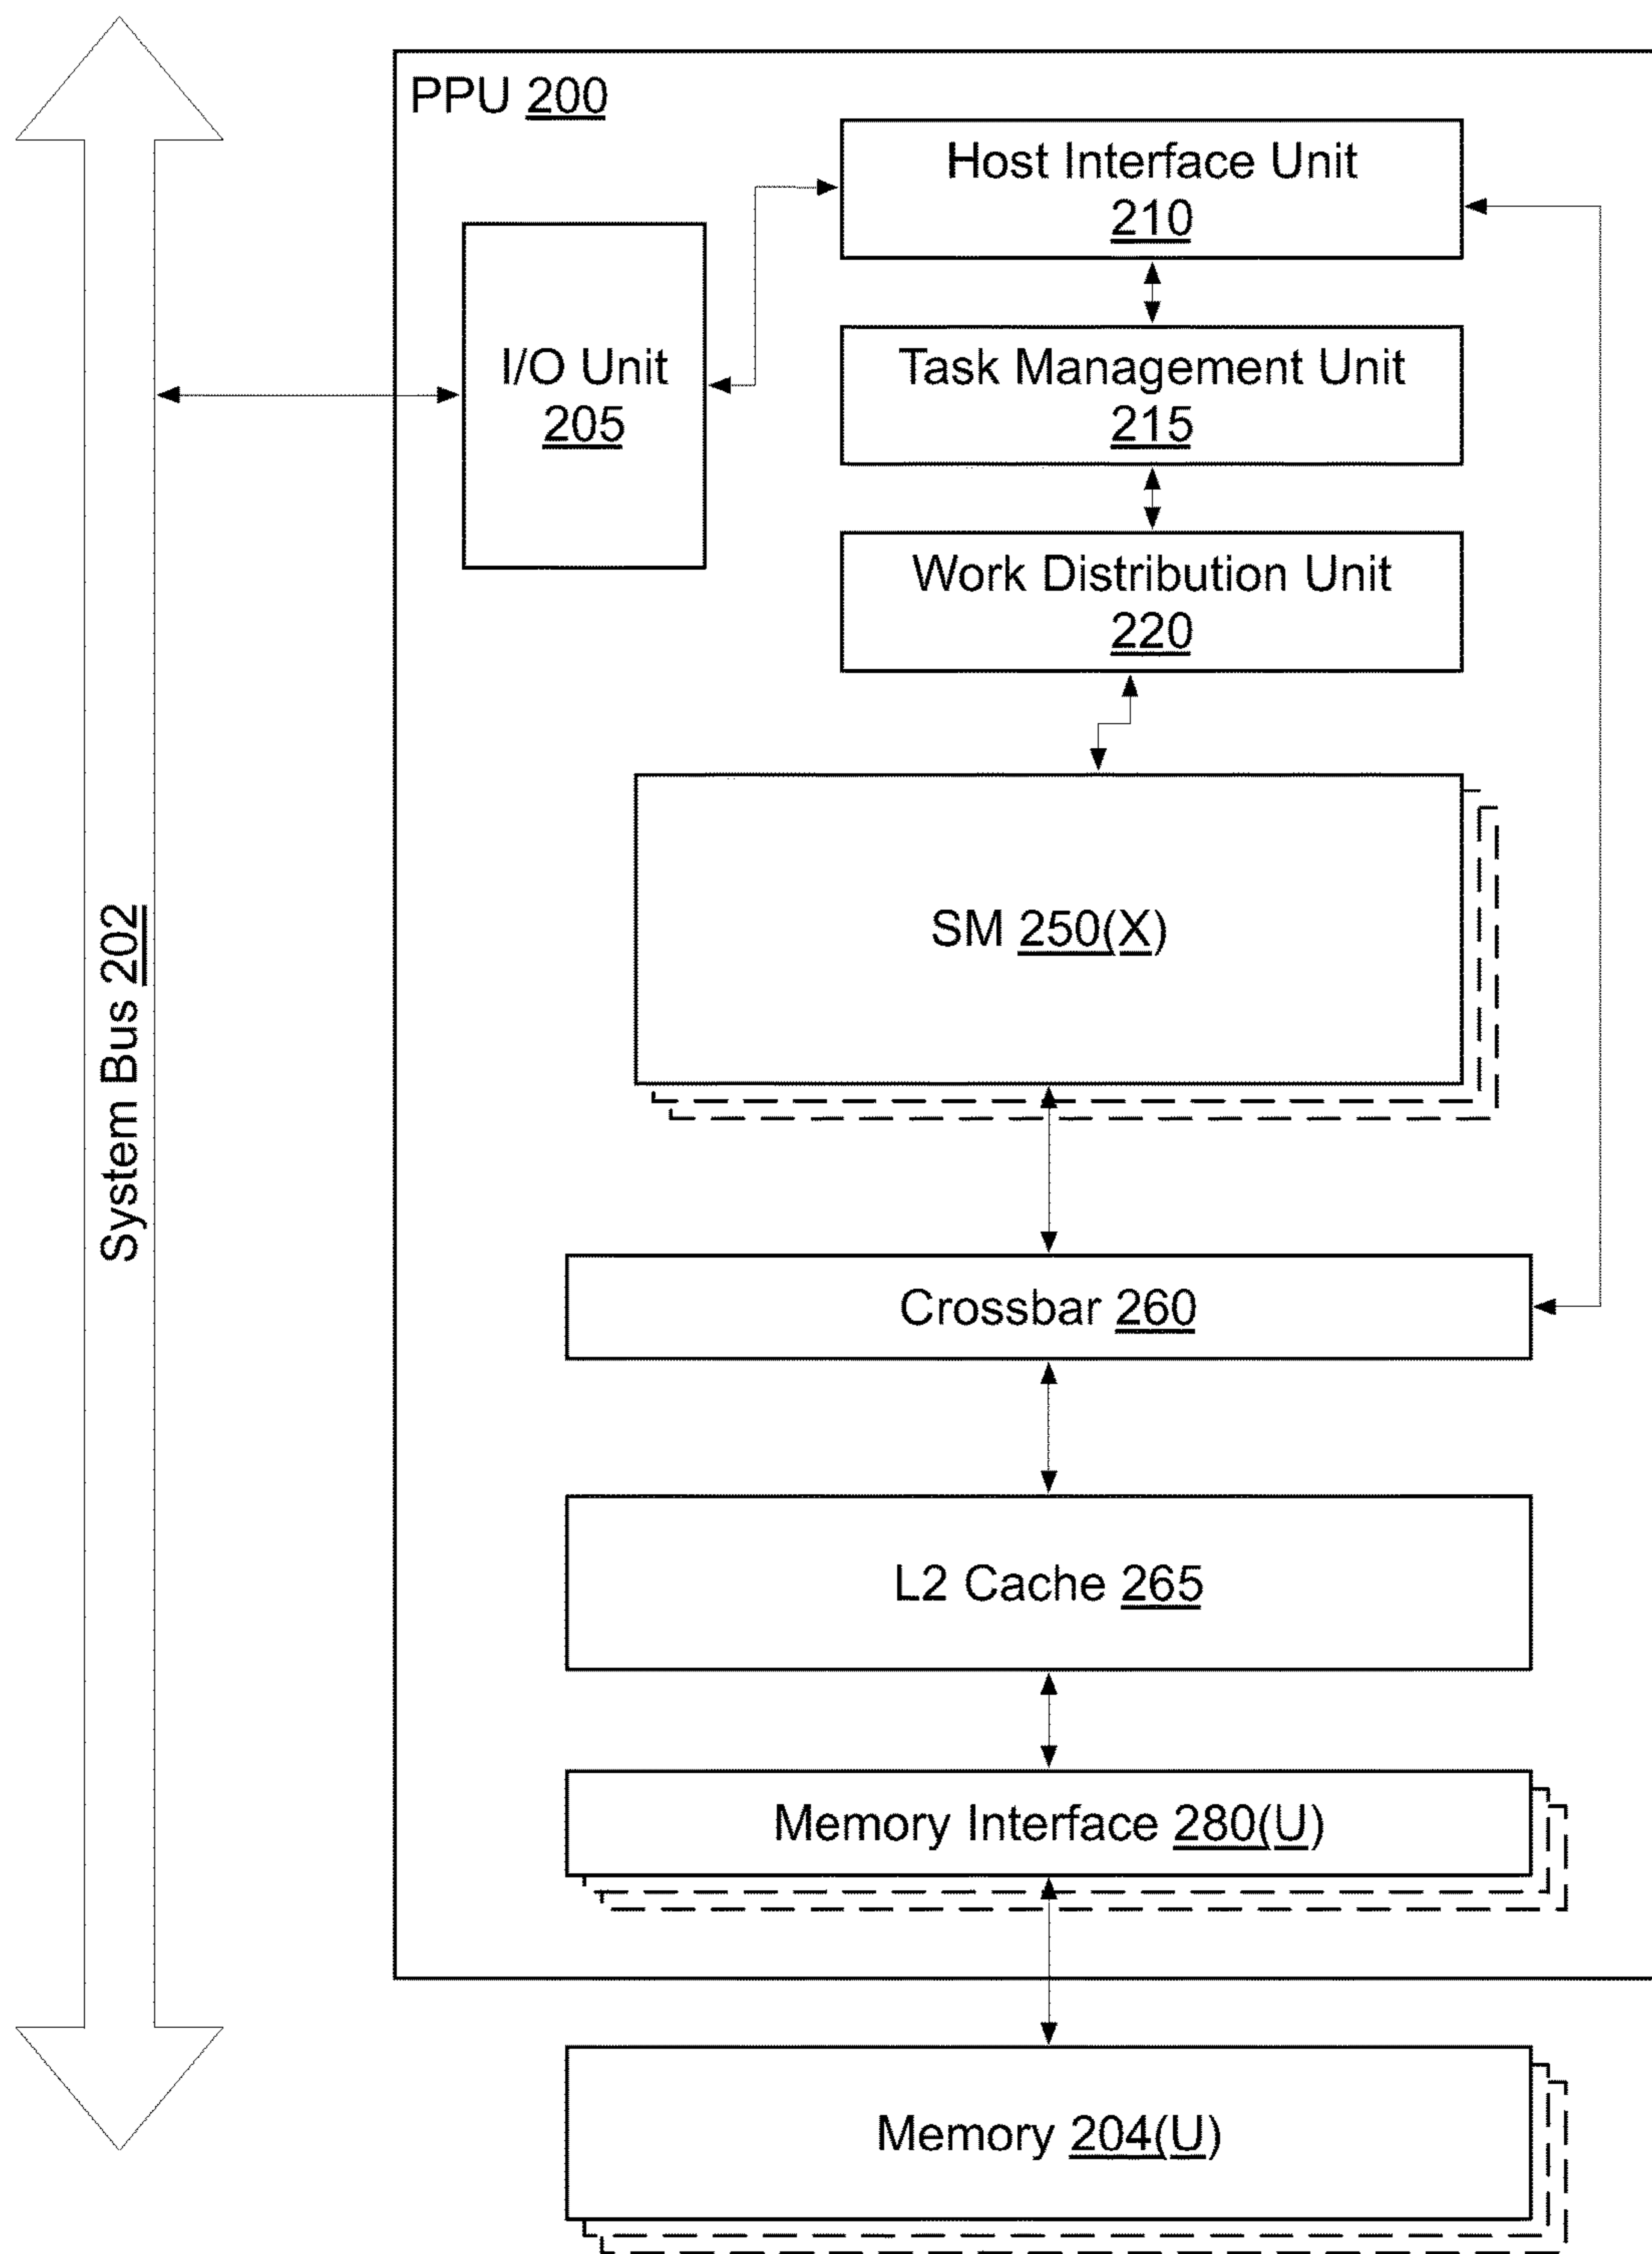 PPU 200
Host Interface Unit
210
I/O Unit
205
Task Management Unit
215
Work Distribution Unit
220
SM 250(X)
System Bus 202
Crossbar 260
L2 Cache 265
Memory Interface 280(U)
Memory 204(U)